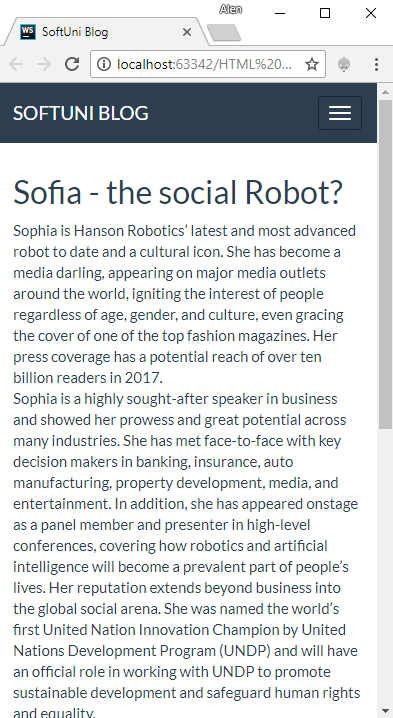 Alen
WS SoftUni Blog
localhost:63342/HTML%20...
SOFTUNI BLOG
Sofia - the social Robot?
Sophia is Hanson Robotics’ latest and most advanced
robot to date and a cultural icon. She has become a
media darling, appearing on major media outlets
around the world, igniting the interest of people
regardless of age, gender, and culture, even gracing
the cover of one of the top fashion magazines. Her
press coverage has a potential reach of over ten
billion readers in 2017.
Sophia is a highly sought-after speaker in business
and showed her prowess and great potential across
many industries. She has met face-to-face with key
decision makers in banking, insurance, auto
manufacturing, property development, media, and
entertainment. In addition, she has appeared onstage
as a panel member and presenter in high-level
conferences, covering how robotics and artificial
intelligence will become a prevalent part of people’s
lives. Her reputation extends beyond business into
the global social arena. She was named the world’s
first United Nation Innovation Champion by United
Nations Development Program (UNDP) and will have
an official role in working with UNDP to promote
sustainable development and safeguard human rights
and equality.